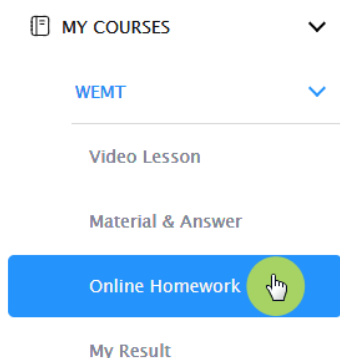 MY COURSES
WEMT
Video Lesson
Material & Answer
Online Homework
My Result